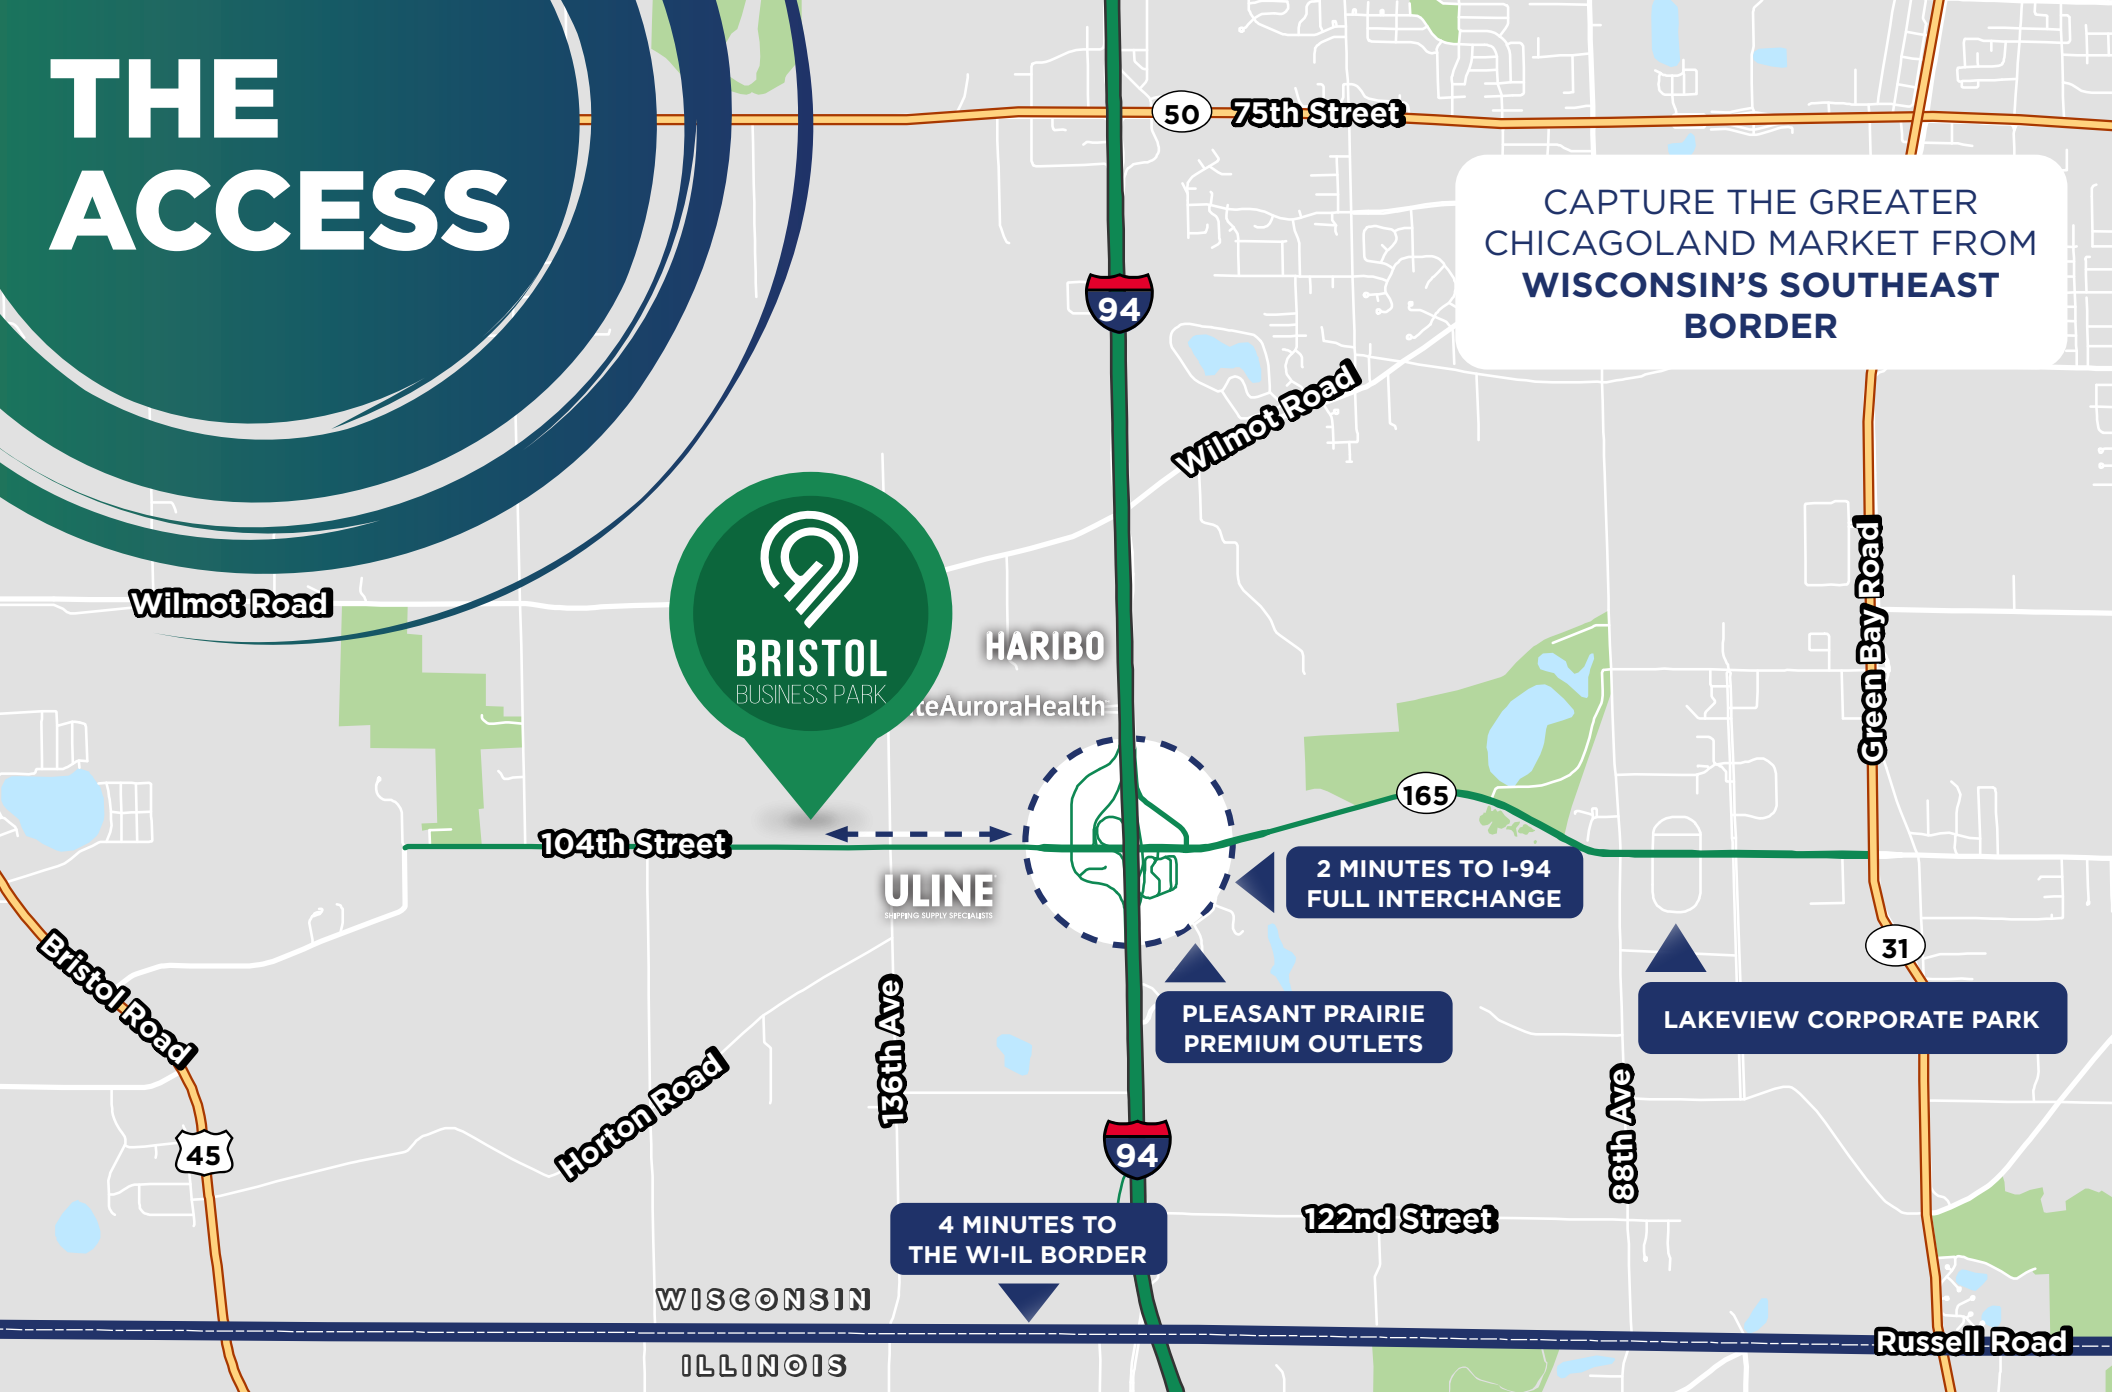 THE
ACCESS
50
75th Street
CAPTURE THE GREATER
CHICAGOLAND MARKET FROM
WISCONSIN'S SOUTHEAST
BORDER
94
Wilmot Road
Wilmot Road
BRISTOL
BUSINESS PARK
HARIBO
teAuroraHealth
Green Bay Road
165
104th Street
2 MINUTES TO I-94
FULL INTERCHANGE
ULINE
SHIPPING SUPPLY SPECIALISTS
31
Bristol Road
136th Ave
PLEASANT PRAIRIE
PREMIUM OUTLETS
LAKEVIEW CORPORATE PARK
Horton Road
88th Ave
45
94
4 MINUTES TO
THE WI-IL BORDER
122nd Street
WISCONSIN
ILLINOIS
Russell Road